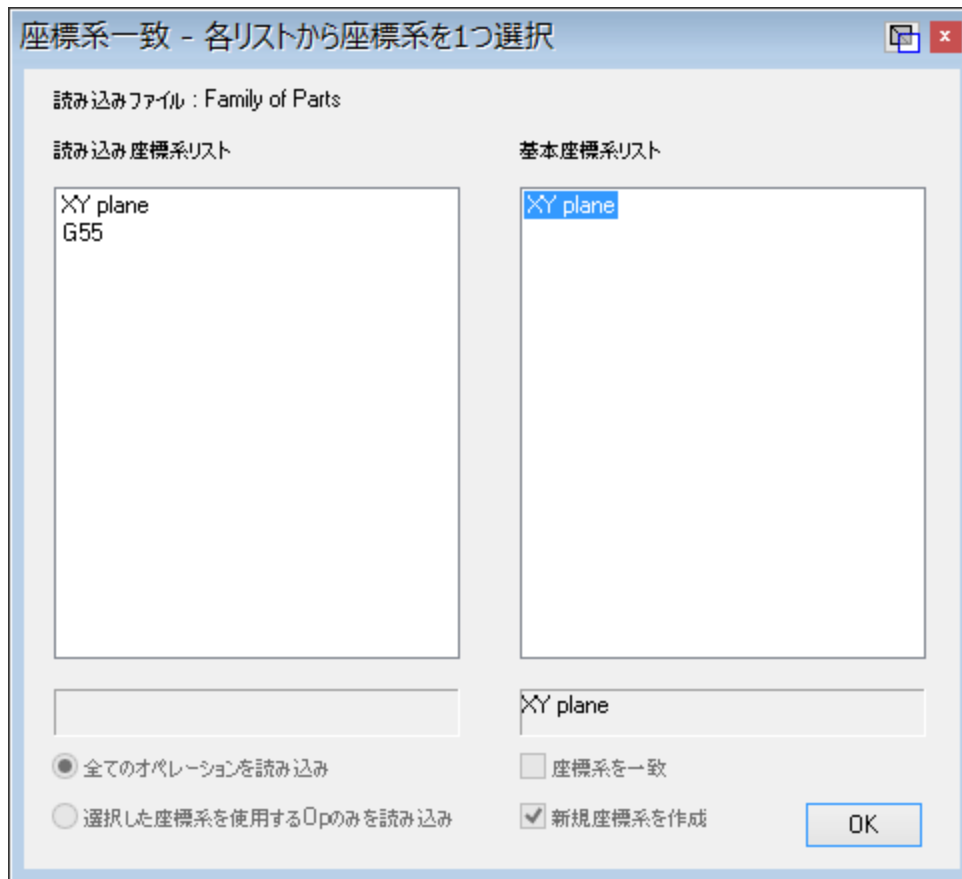 座標系一致 - 各リストから座標系を1つ選択
読み込みファイル : Family of Parts
読み込み座標系リスト
基本座標系リスト
XY plane
G55
XY plane
XY plane
全てのオペレーションを読み込み
座標系を一致
選択した座標系を使用するOpのみを読み込み
新規座標系を作成
OK